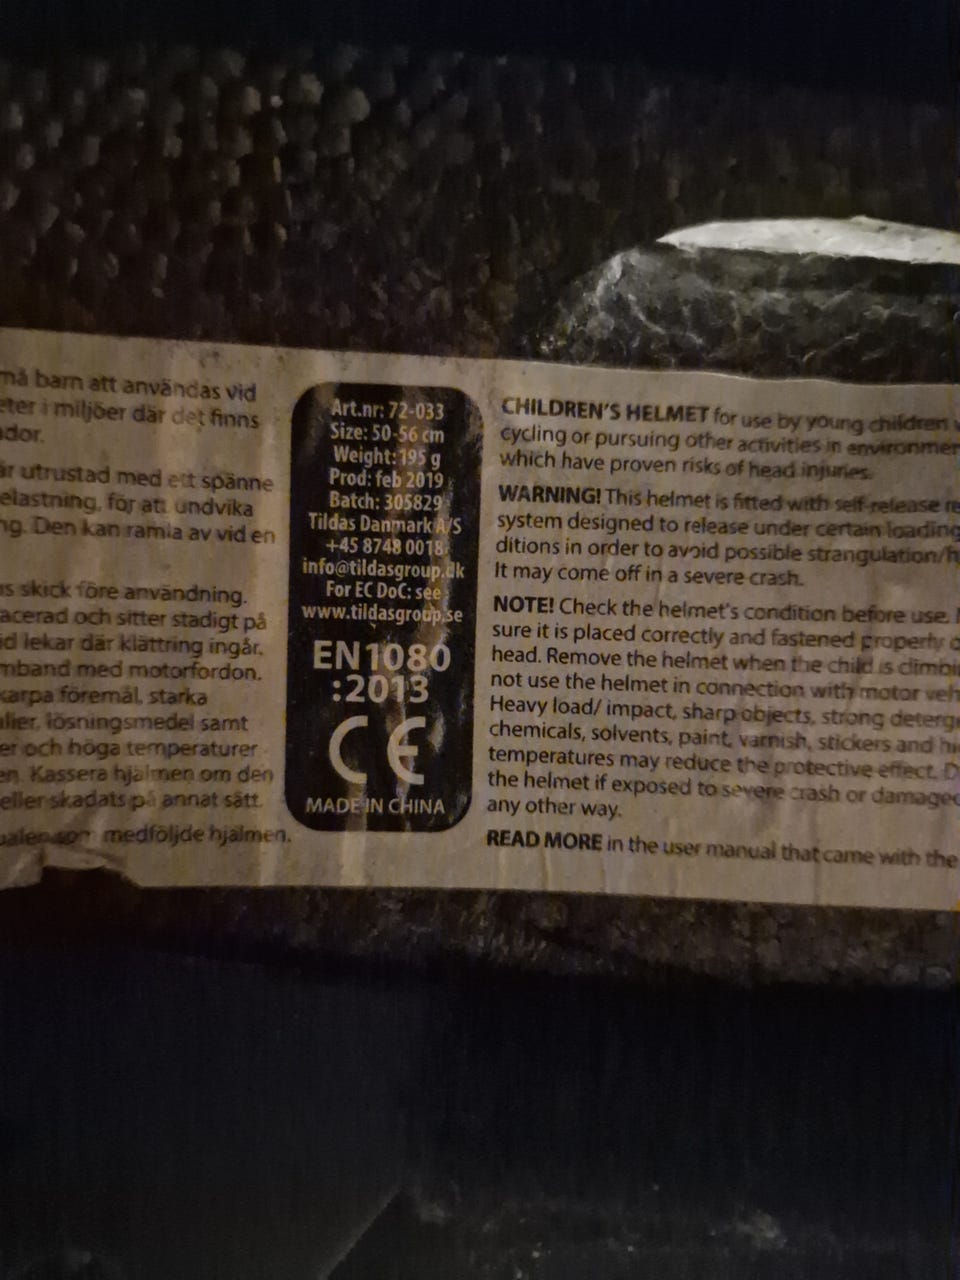 må barn att användas vid
eter i miljöer där det finns
ador.
är utrustad med ett spänne
elastning, för att undvika
ng. Den kan ramla av vid en
ns skick före användning.
acerad och sitter stadigt på
id lekar där klättring ingår.
mband med motorfordon.
karpa föremål, starka
alier, lösningsmedel samt
er och höga temperaturer
en. Kassera hjälmen om den
eller skadats på annat sätt.
som medföljde hjälmen.
Art.nr: 72-033
Size: 50-56 cm
Weight: 195 g
Prod: feb 2019
Batch: 305829
Tildas Danmark A/S
+45 8748 0018
info@tildasgroup.dk
For EC DoC: see
www.tildasgroup.se
EN1080
:2013
CE
MADE IN CHINA
CHILDREN'S HELMET for use by young children
cycling or pursuing other activities in environmen
which have proven risks of head injuries.
WARNING! This helmet is fitted with self-release re
system designed to release under certain loading
ditions in order to avoid possible strangulation/h
It may come off in a severe crash.
NOTE! Check the helmet's condition before use.
sure it is placed correctly and fastened properly o
head. Remove the helmet when the child is climbi
not use the helmet in connection with motor veh
Heavy load/ impact, sharp objects, strong deterge
chemicals, solvents, paint, varnish, stickers and hi
temperatures may reduce the protective effect. D
the helmet if exposed to severe crash or damaged
any other way.
READ MORE in the user manual that came with the